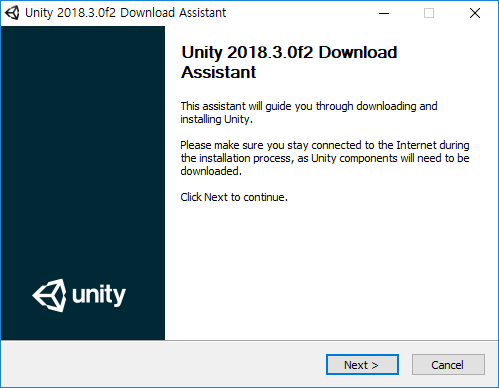 Unity 2018.3.0f2 Download Assistant
Unity 2018.3.0f2 Download
Assistant
This assistant will guide you through downloading and
installing Unity.
Please make sure you stay connected to the Internet during
the installation process, as Unity components will need to be
downloaded.
Click Next to continue.
unity
Next >
Cancel